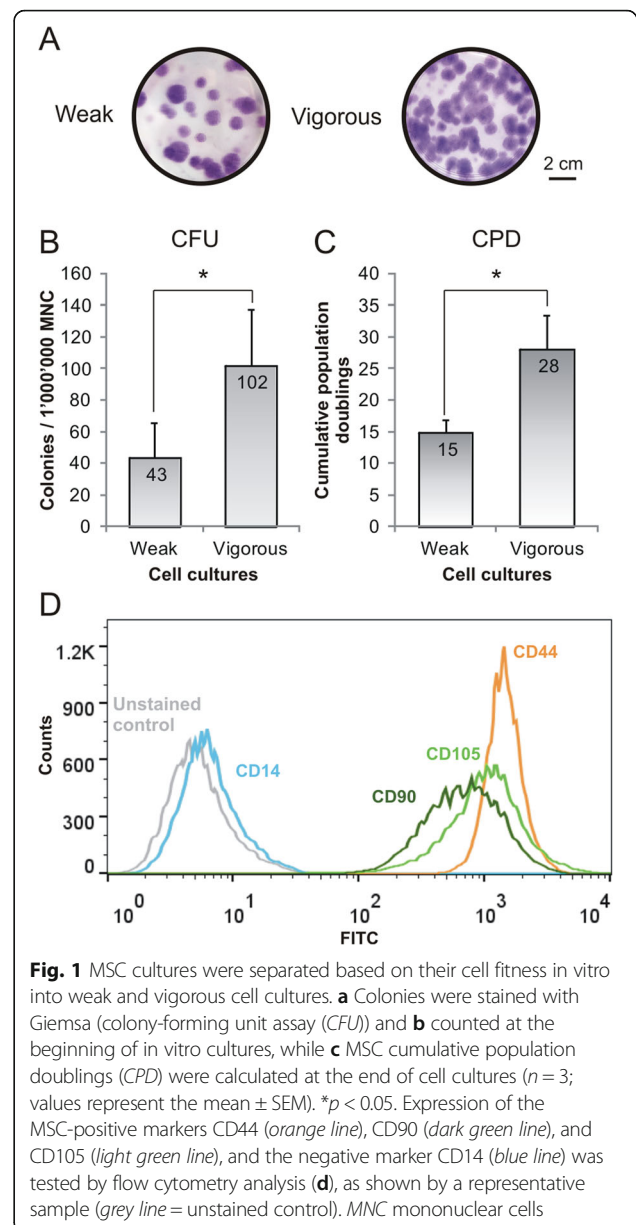 A
Weak
Vigorous
2 cm
B
CFU
160
140
120
100
80
60
40
20
0
Colonies / 1'000'000 MNC
*
43
102
Weak
Vigorous
Cell cultures
C
CPD
40
35
30
25
20
15
10
5
0
Cumulative population
doublings
*
15
28
Weak
Vigorous
Cell cultures
D
1.2K
900
600
300
0
Counts
Unstained
control
CD14
CD44
CD105
CD90
10^0
10^1
10^2
10^3
10^4
FITC
Fig. 1 MSC cultures were separated based on their cell fitness in vitro
into weak and vigorous cell cultures. a Colonies were stained with
Giemsa (colony-forming unit assay (CFU)) and b counted at the
beginning of in vitro cultures, while c MSC cumulative population
doublings (CPD) were calculated at the end of cell cultures (n = 3;
values represent the mean ± SEM). *p < 0.05. Expression of the
MSC-positive markers CD44 (orange line), CD90 (dark green line), and
CD105 (light green line), and the negative marker CD14 (blue line) was
tested by flow cytometry analysis (d), as shown by a representative
sample (grey line = unstained control). MNC mononuclear cells